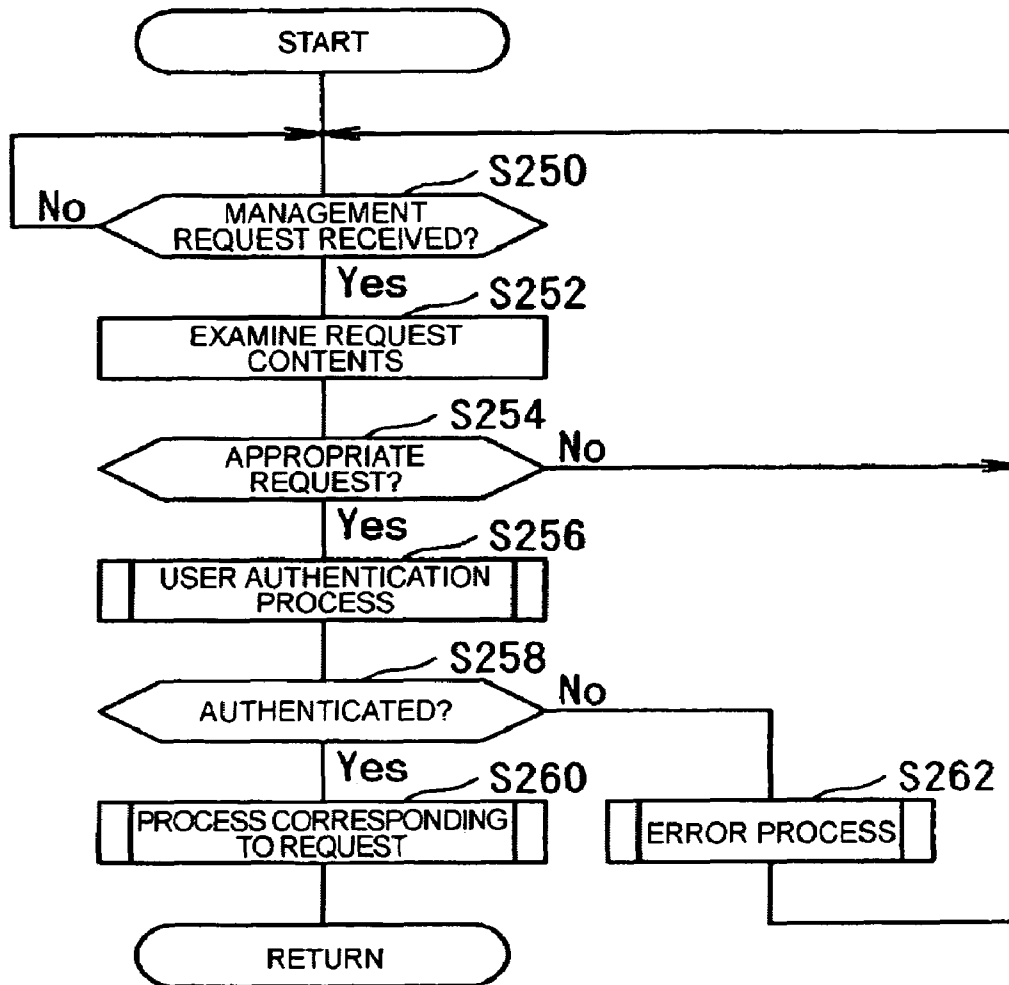 START
S250
No
MANAGEMENT
REQUEST RECEIVED?
Yes
S252
EXAMINE REQUEST
CONTENTS
S254
APPROPRIATE
REQUEST?
No
Yes
S256
USER AUTHENTICATION
PROCESS
S258
AUTHENTICATED?
No
Yes
S260
PROCESS CORRESPONDING
TO REQUEST
S262
ERROR PROCESS
RETURN